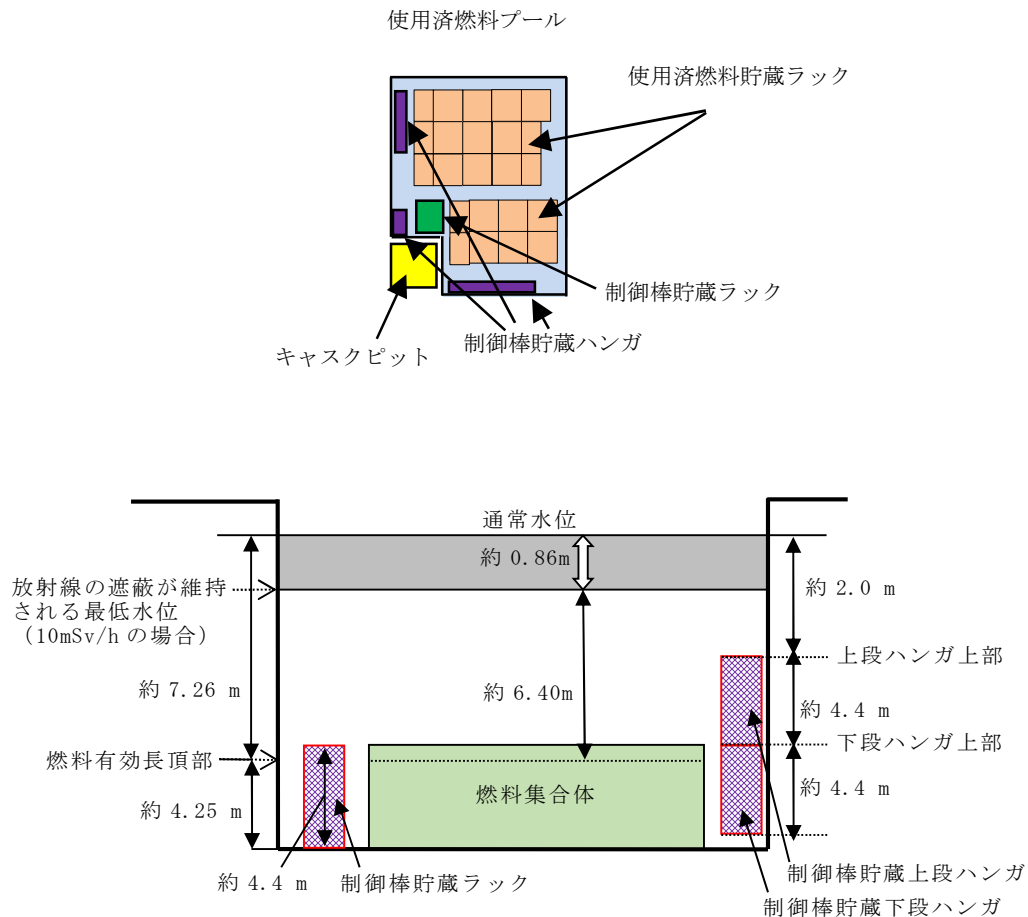 使用済燃料プール
使用済燃料貯蔵ラック
制御棒貯蔵ラック
制御棒貯蔵ハンガ
キャスクピット
通常水位
約 0.86m
放射線の遮蔽が維持
される最低水位
（10mSv/h の場合）
約 2.0 m
上段ハンガ上部
約 7.26 m
約 6.40m
約 4.4 m
下段ハンガ上部
燃料有効長頂部
燃料集合体
約 4.4 m
約 4.25 m
約 4.4 m
制御棒貯蔵ラック
制御棒貯蔵上段ハンガ
制御棒貯蔵下段ハンガ